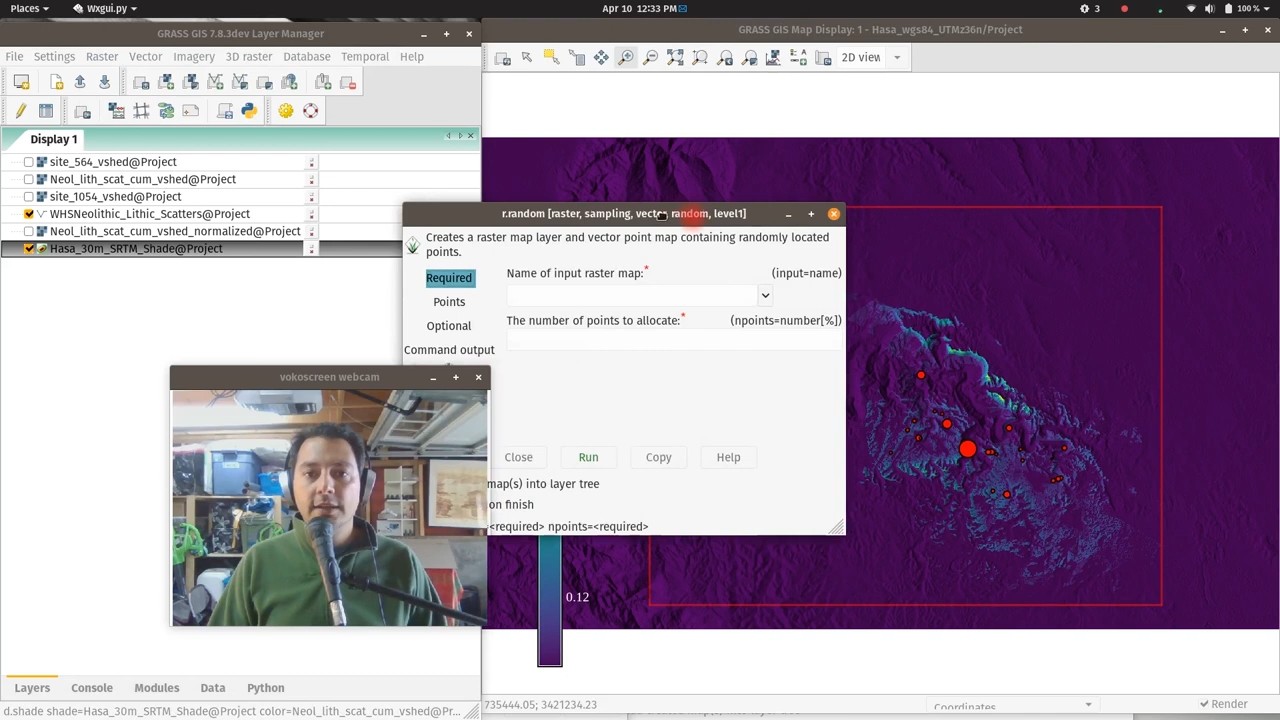 Places
Wxgui.py
Apr 10 12:33 PM
3
100 %
GRASS GIS 7.8.3dev Layer Manager
File Settings Raster Vector Imagery 3D raster Database Temporal Help
Display 1
site_564_vshed@Project
Neol_lith_scat_cum_vshed@Project
site_1054_vshed@Project
WHSNeolithic_Lithic_Scatters@Project
Neol_lith_scat_cum_vshed_normalized@Project
Hasa_30m_SRTM_Shade@Project
GRASS GIS Map Display: 1 - Hasa_wgs84_UTMz36n/Project
2D view
r.random [raster, sampling, vector, random, level1]
Creates a raster map layer and vector point map containing randomly located
points.
Required
Points
Optional
Command output
Name of input raster map:* (input=name)
The number of points to allocate:* (npoints=number[%])
Close Run Copy Help
map(s) into layer tree
on finish
=<required> npoints=<required>
vokoscreen webcam
0.12
Layers Console Modules Data Python
d.shade shade=Hasa_30m_SRTM_Shade@Project color=Neol_lith_scat_cum_vshed@Pr...
735444.05; 3421234.23
Coordinates
Render